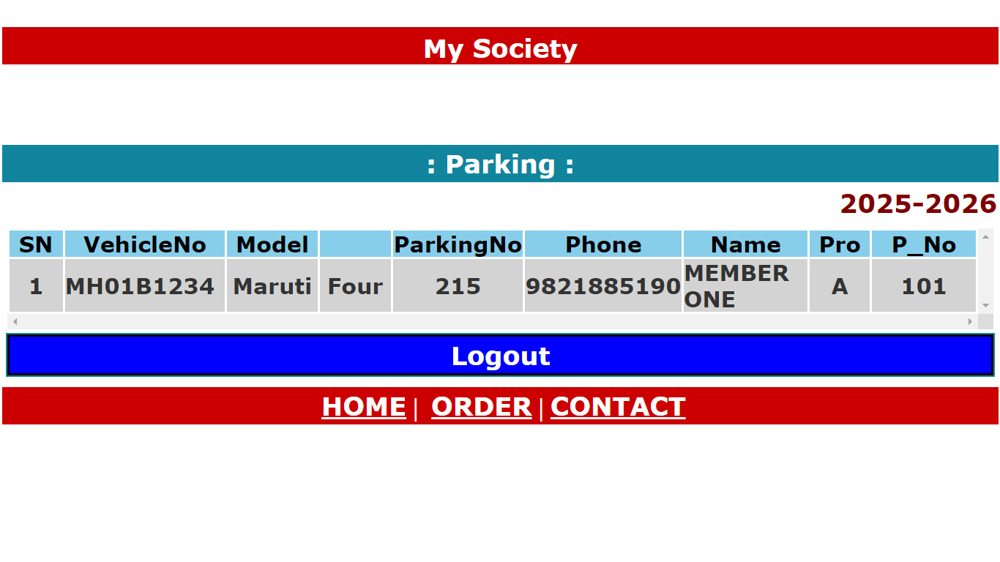 My Society
: Parking :
2025-2026
SN VehicleNo Model ParkingNo Phone Name Pro P_No
1 MH01B1234 Maruti Four 215 9821885190 MEMBER ONE A 101
Logout
HOME | ORDER | CONTACT